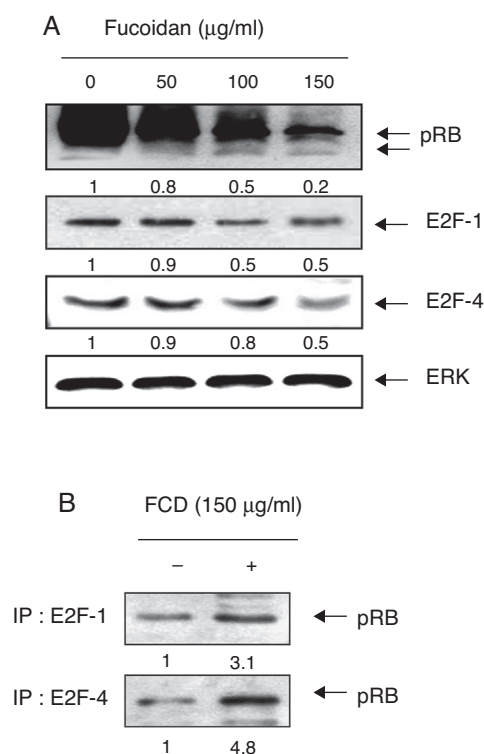 A Fucoidan (μg/ml)
0 50 100 150
pRB
1 0.8 0.5 0.2
E2F-1
1 0.9 0.5 0.5
E2F-4
1 0.9 0.8 0.5
ERK
B FCD (150 μg/ml)
– +
IP : E2F-1 pRB
1 3.1
IP : E2F-4 pRB
1 4.8